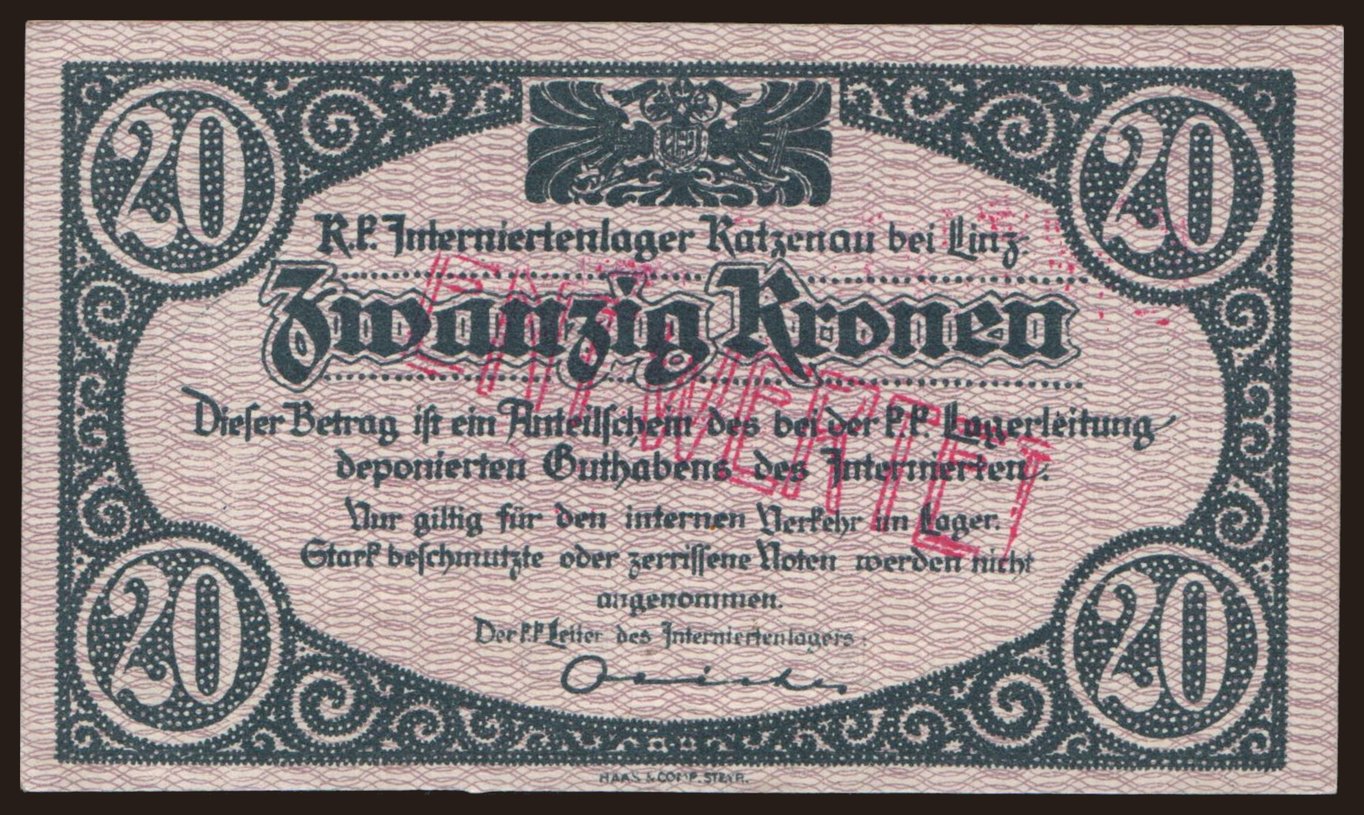 20 20
K.k. Interniertenlager Katzenau bei Linz.
Zwanzig Kronen
ENTWERTET
Dieser Betrag ist ein Anteilschein des bei der k.k. Lagerleitung
deponierten Guthabens des Internierten.
Nur giltig für den internen Verkehr im Lager.
Stark beschmutzte oder zerrissene Noten werden nicht
angenommen.
Der k.k Leiter des Interniertenlagers.
20 20
HAAS & COMP. STEYR.